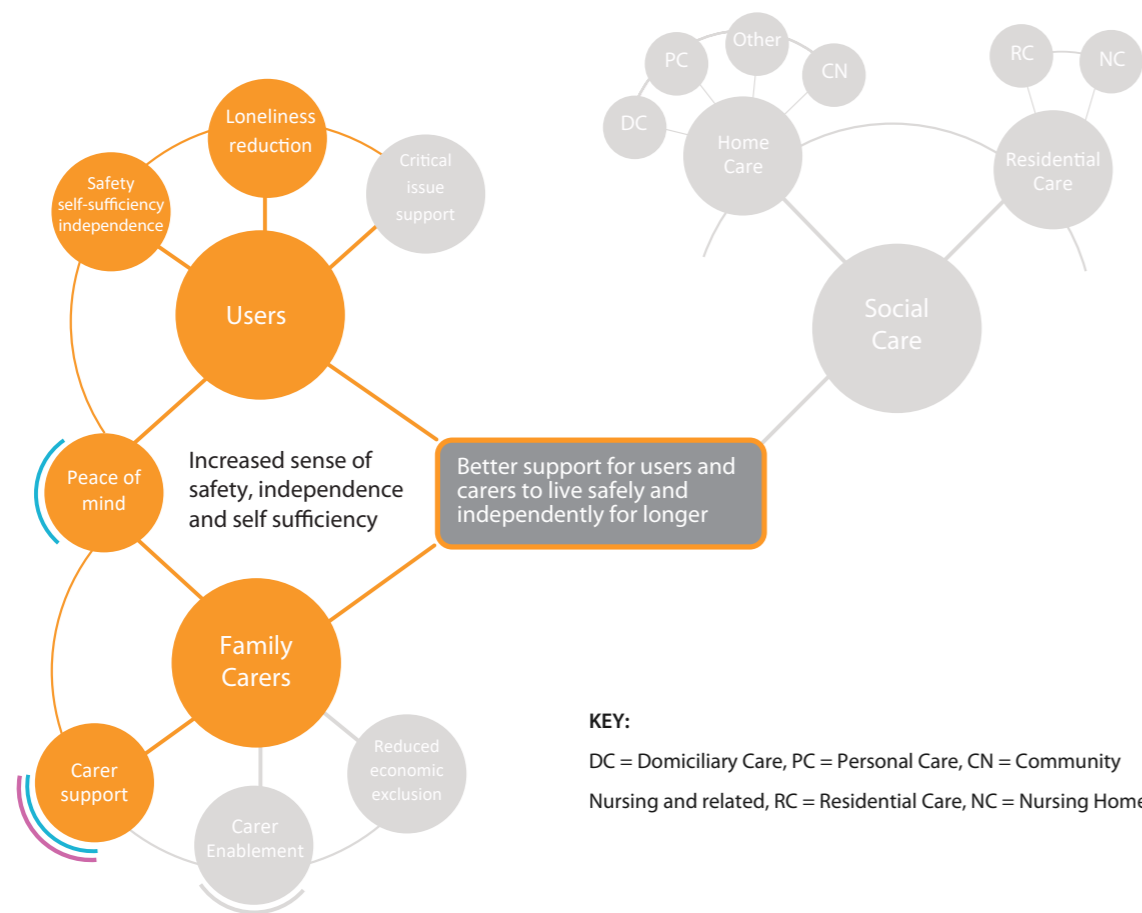 Loneliness
reduction
Critical
issue
support
Safety
self-sufficiency
independence
Users
Peace of
mind
Increased sense of
safety, independence
and self sufficiency
Family
Carers
Carer
support
Carer
Enablement
Reduced
economic
exclusion
Better support for users and
carers to live safely and
independently for longer
DC
PC
Other
CN
Home
Care
RC
NC
Residential
Care
Social
Care
KEY:
DC = Domiciliary Care, PC = Personal Care, CN = Community
Nursing and related, RC = Residential Care, NC = Nursing Home